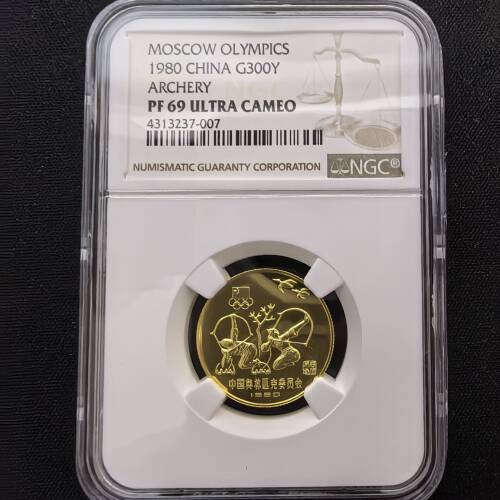 MOSCOW OLYMPICS
1980 CHINA G300Y
ARCHERY
PF 69 ULTRA CAMEO
4313237-007
NUMISMATIC GUARANTY CORPORATION
NGC®
中国奥林匹克委员会
1980